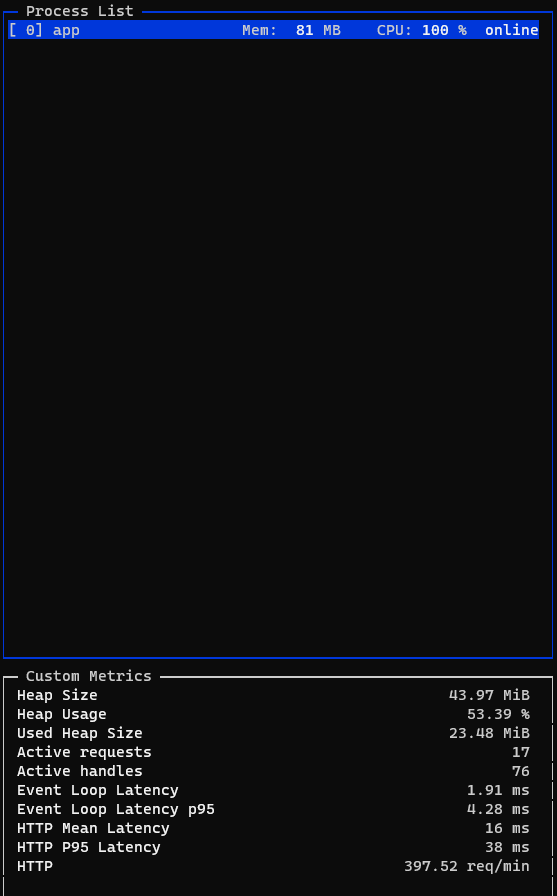 Process List
[ 0] app Mem: 81 MB CPU: 100 % online
Custom Metrics
Heap Size 43.97 MiB
Heap Usage 53.39 %
Used Heap Size 23.48 MiB
Active requests 17
Active handles 76
Event Loop Latency 1.91 ms
Event Loop Latency p95 4.28 ms
HTTP Mean Latency 16 ms
HTTP P95 Latency 38 ms
HTTP 397.52 req/min